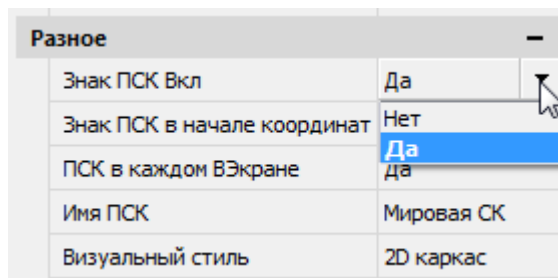 Разное
Знак ПСК Вкл Да
Знак ПСК в начале координат Нет
Да
ПСК в каждом ВЭкране Да
Имя ПСК Мировая СК
Визуальный стиль 2D каркас